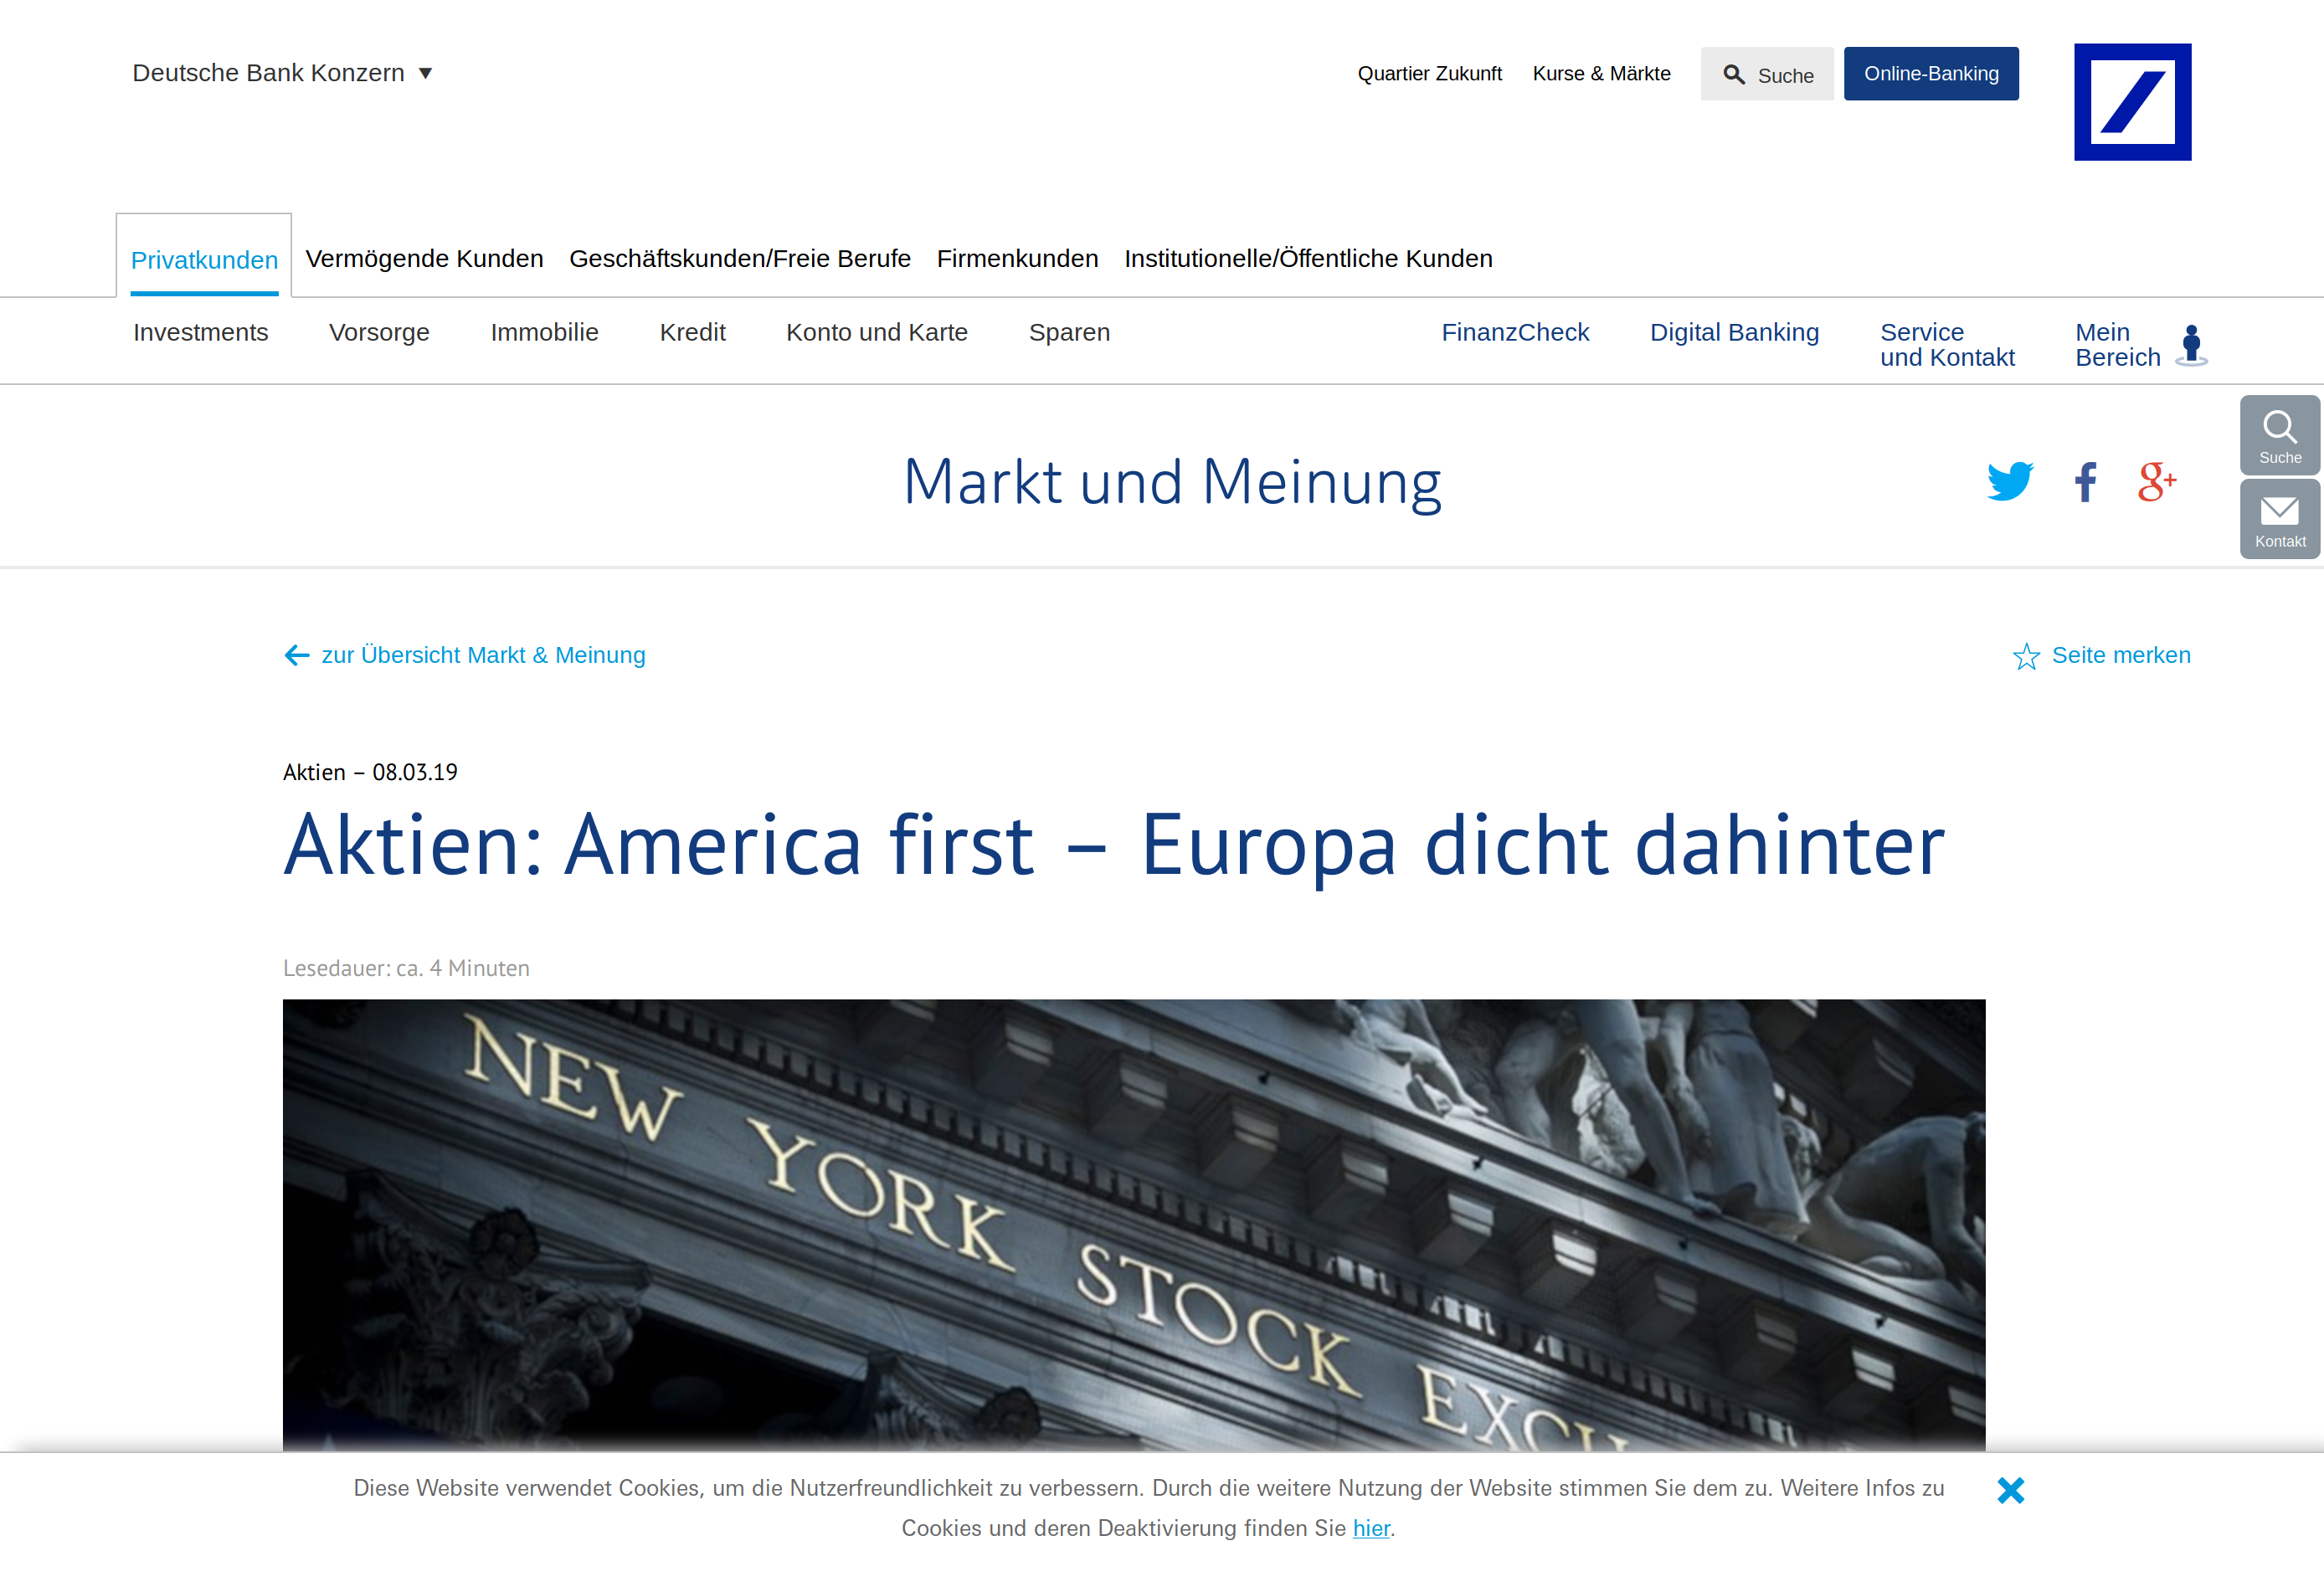 Deutsche Bank Konzern
Quartier Zukunft
Kurse & Märkte
Suche
Online-Banking
Privatkunden
Vermögende Kunden
Geschäftskunden/Freie Berufe
Firmenkunden
Institutionelle/Öffentliche Kunden
Investments
Vorsorge
Immobilie
Kredit
Konto und Karte
Sparen
FinanzCheck
Digital Banking
Service
und Kontakt
Mein
Bereich
Suche
Kontakt
Markt und Meinung
zur Übersicht Markt & Meinung
Seite merken
Aktien – 08.03.19
Aktien: America first – Europa dicht dahinter
Lesedauer: ca. 4 Minuten
NEW YORK STOCK EXCH
Diese Website verwendet Cookies, um die Nutzerfreundlichkeit zu verbessern. Durch die weitere Nutzung der Website stimmen Sie dem zu. Weitere Infos zu
Cookies und deren Deaktivierung finden Sie hier.